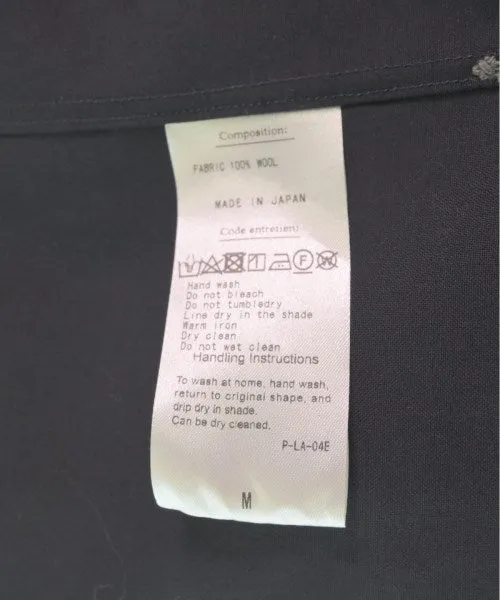 Composition:
FABRIC 100% WOOL
MADE IN JAPAN
Code entretien:
F W
Hand wash
Do not bleach
Do not tumbledry
Line dry in the shade
Warm iron
Dry clean
Do not wet clean
Handling Instructions
To wash at home, hand wash,
return to original shape, and
drip dry in shade.
Can be dry cleaned.
P-LA-04E
M